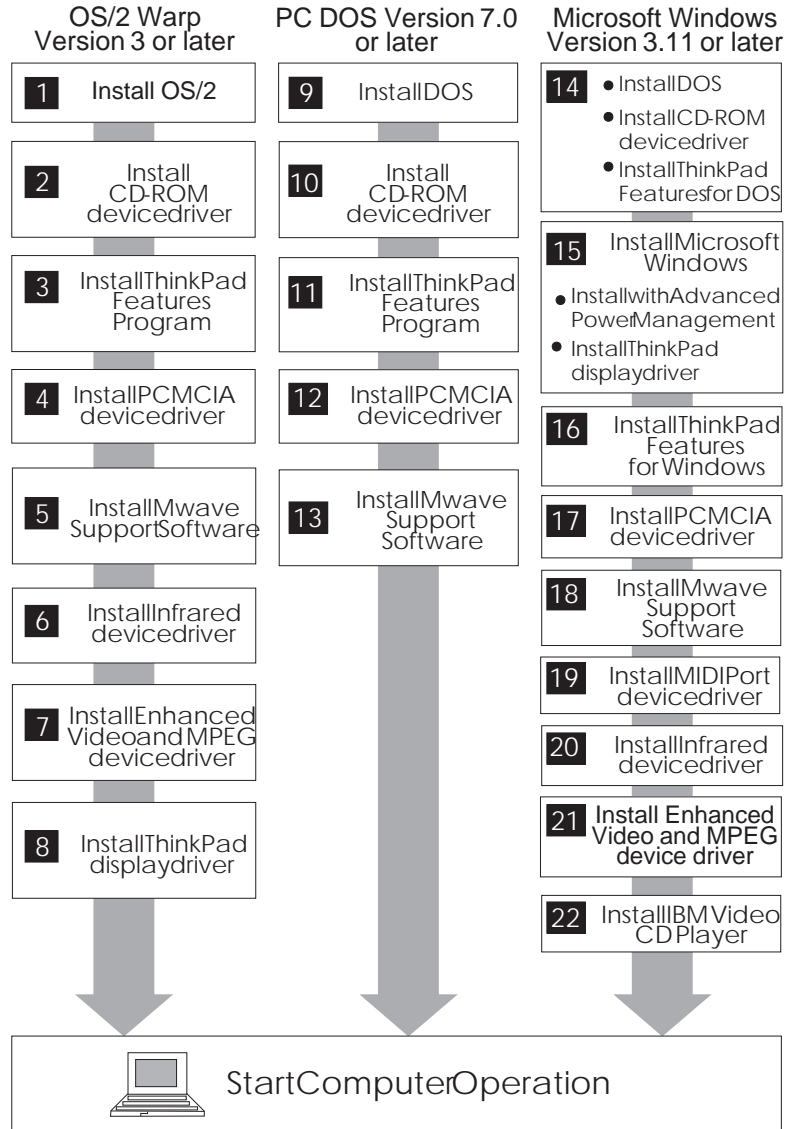 OS/2 Warp
Version 3 or later
1
Install OS/2
2
Install
CD-ROM
devicedriver
3
InstallThinkPad
Features
Program
4
InstallPCMCIA
devicedriver
5
InstallMwave
SupportSoftware
6
InstallInfrared
devicedriver
7
InstallEnhanced
VideoandMPEG
devicedriver
8
InstallThinkPad
displaydriver
PC DOS Version 7.0
or later
9
InstallDOS
10
Install
CD-ROM
devicedriver
11
InstallThinkPad
Features
Program
12
InstallPCMCIA
devicedriver
13
InstallMwave
Support
Software
Microsoft Windows
Version 3.11 or later
14
● InstallDOS
● InstallCD-ROM
devicedriver
● InstallThinkPad
Featuresfor DOS
15
InstallMicrosoft
Windows
● InstallwithAdvanced
PowerManagement
● InstallThinkPad
displaydriver
16
InstallThinkPad
Features
forWindows
17
InstallPCMCIA
devicedriver
18
InstallMwave
Support
Software
19
InstallMIDIPort
devicedriver
20
InstallInfrared
devicedriver
21
Install Enhanced
Video and MPEG
device driver
22
InstallIBMVideo
CDPlayer
StartComputerOperation